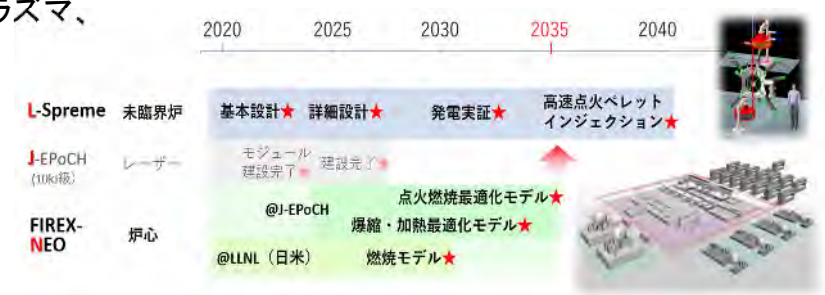 ラズマ、
2020 2025 2030 2035 2040
L-Spreme 未臨界炉 基本設計★ 詳細設計★ 発電実証★ 高速点火ペレット
インジェクション★
J-EPoCH レーザー モジュール
(10kJ級) 建設完了★ 建設完了★
点火燃焼最適化モデル★
@J-EPOCH
FIREX-
NEO 炉心 爆縮・加熱最適化モデル★
@LLNL（日米） 燃焼モデル★